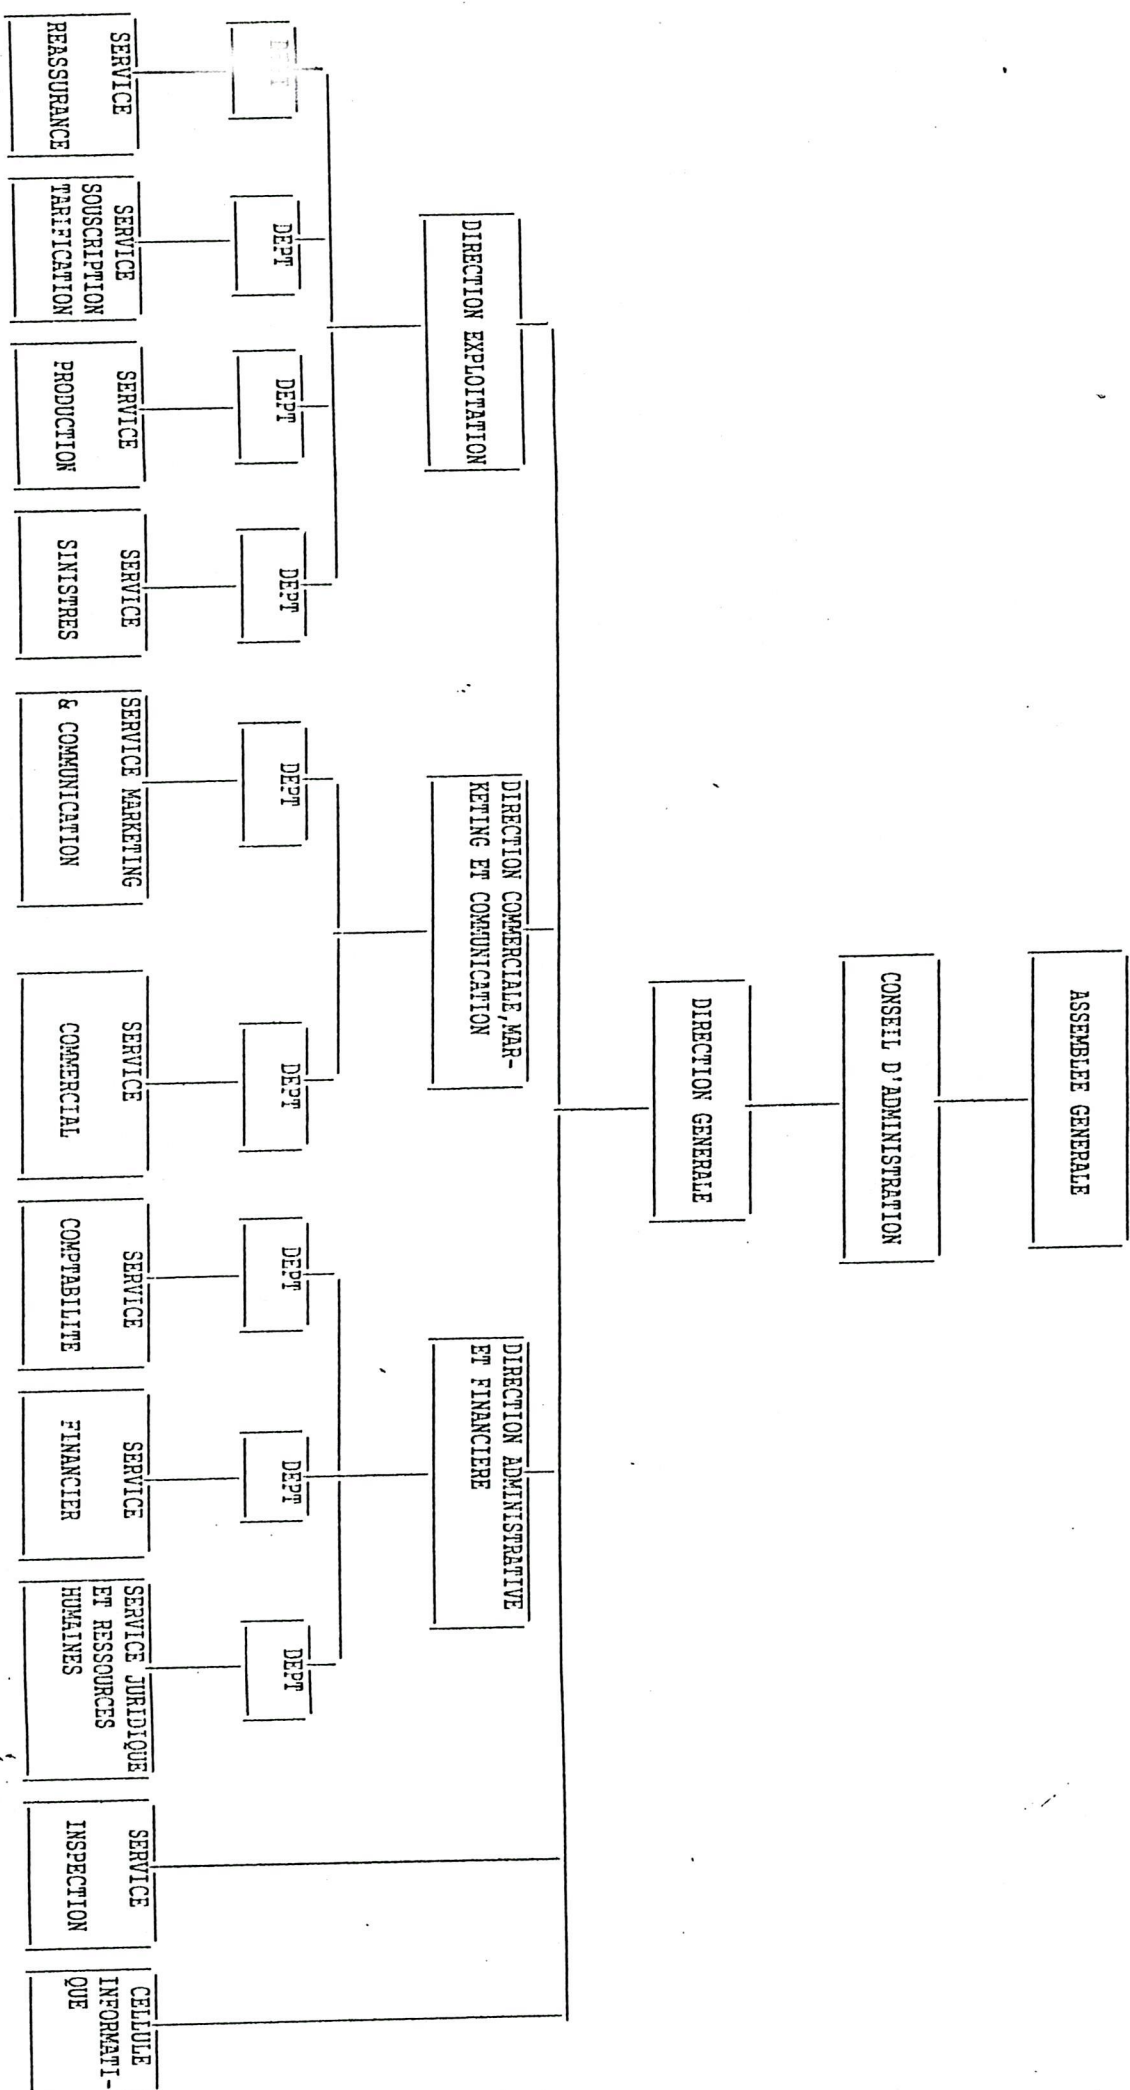 ASSEMBLEE GENERALE
CONSEIL D'ADMINISTRATION
DIRECTION GENERALE
DIRECTION EXPLOITATION
DIRECTION COMMERCIALE,MAR-
KETING ET COMMUNICATION
DIRECTION ADMINISTRATIVE
ET FINANCIERE
DEPT
DEPT
DEPT
DEPT
DEPT
DEPT
DEPT
DEPT
DEPT
SERVICE
REASSURANCE
SERVICE
SOUSCRIPTION
TARIFICATION
SERVICE
PRODUCTION
SERVICE
SINISTRES
SERVICE MARKETING
& COMMUNICATION
SERVICE
COMMERCIAL
SERVICE
COMPTABILITE
SERVICE
FINANCIER
SERVICE JURIDIQUE
ET RESSOURCES
HUMAINES
SERVICE
INSPECTION
CELLULE
INFORMATI-
QUE